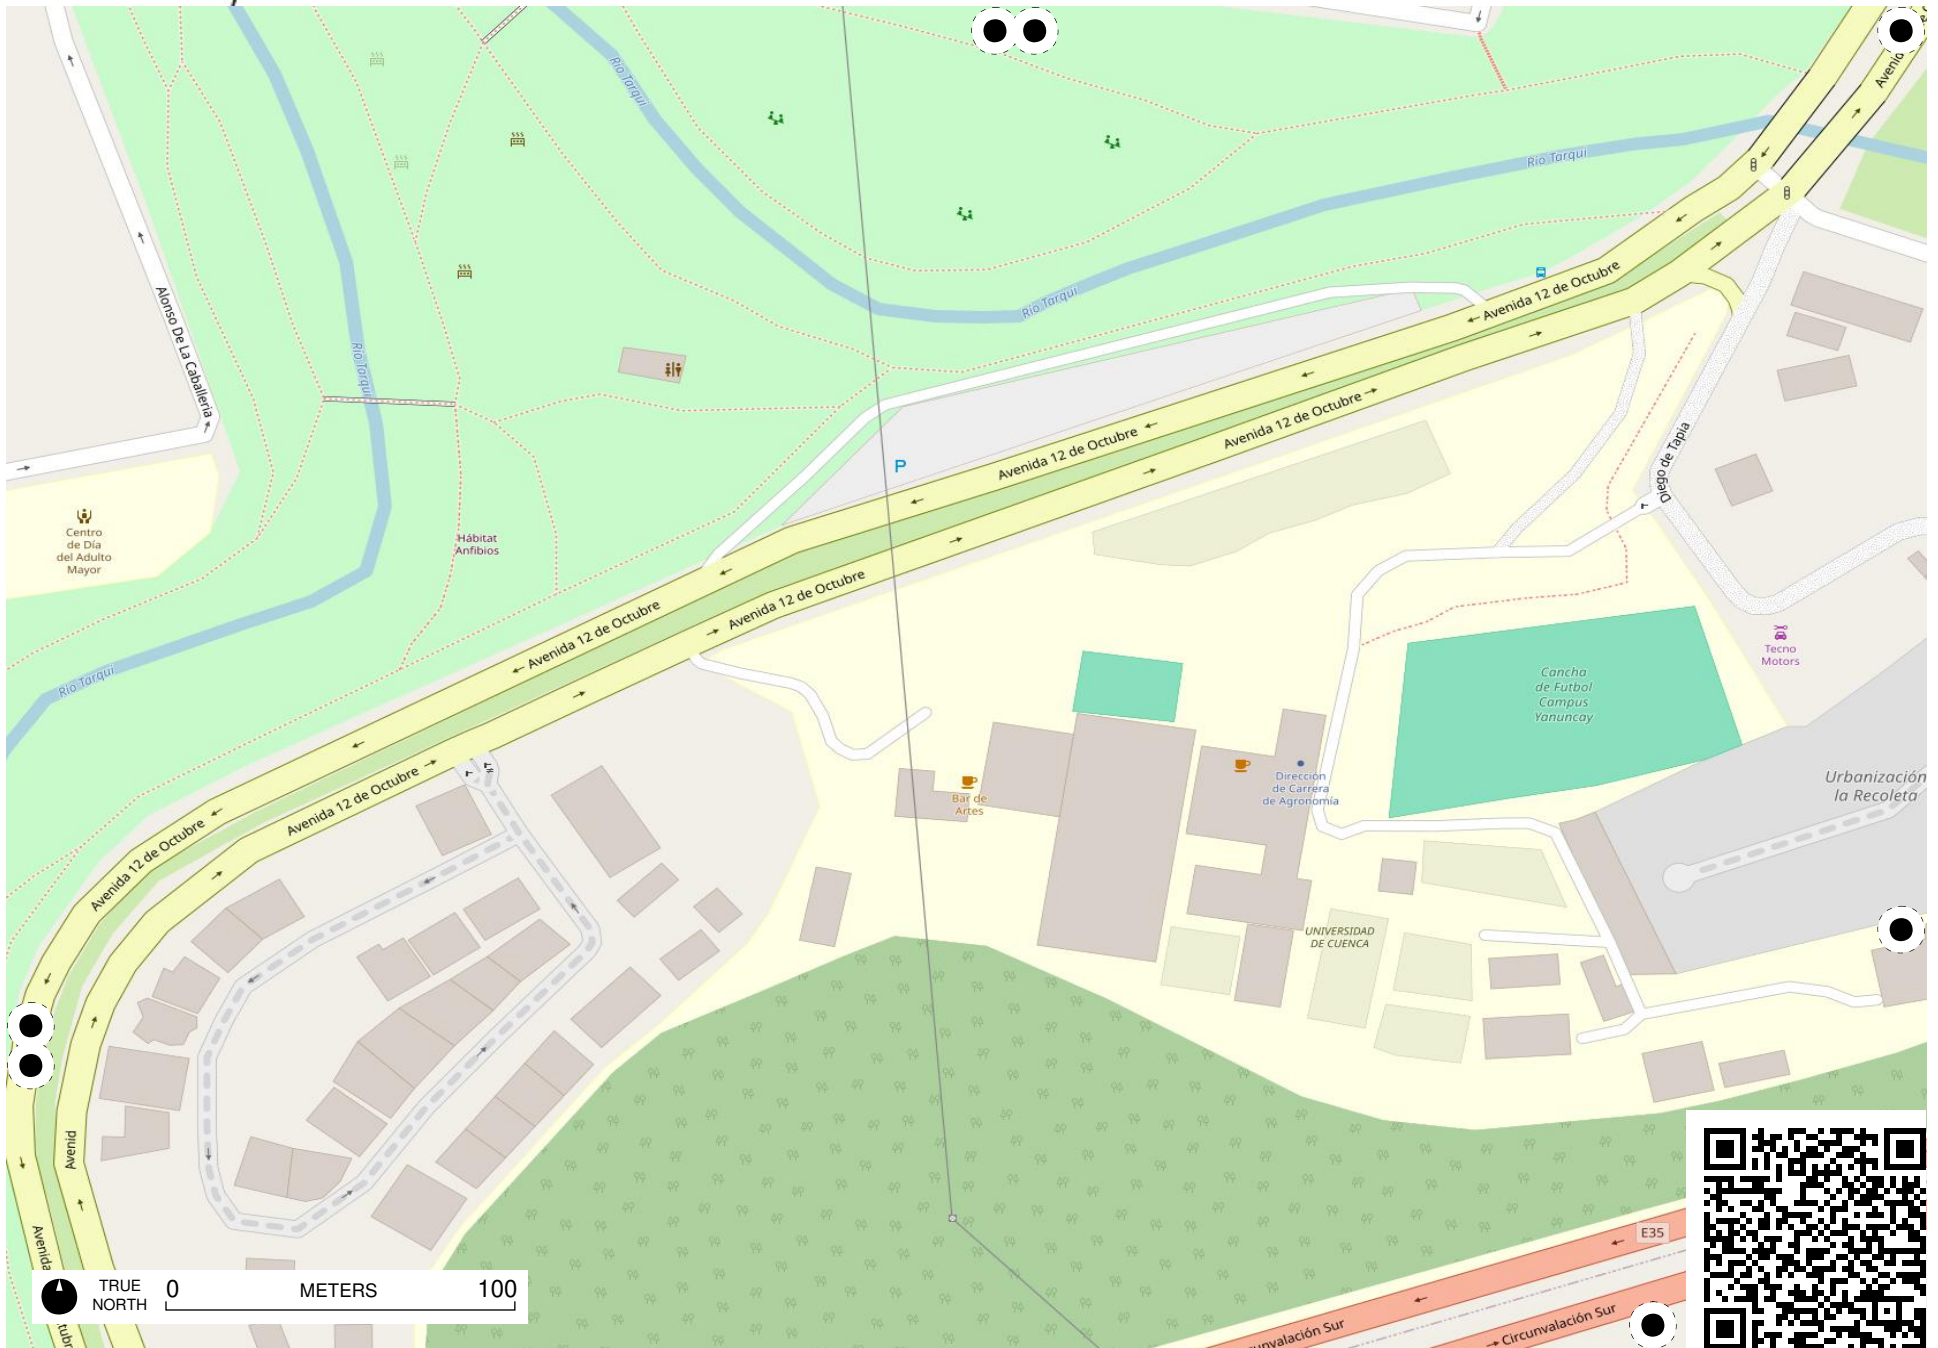 Río Tarqui
Avenid
Río Tarqui
Río Tarqui
Avenida 12 de Octubre
Alonso De La Caballería
Río Tarqui
Avenida 12 de Octubre
Avenida 12 de Octubre
P
Diego de Tapia
Centro
de Día
del Adulto
Mayor
Hábitat
Anfibios
Avenida 12 de Octubre
Avenida 12 de Octubre
Tecno
Motors
Río Tarqui
Cancha
de Futbol
Campus
Yanuncay
Avenida 12 de Octubre
Bar de
Artes
Dirección
de Carrera
de Agronomía
Urbanización
la Recoleta
Avenida 12 de Octubre
UNIVERSIDAD
DE CUENCA
Avenid
E35
Avenida
TRUE
NORTH
0 METERS 100
Circunvalación Sur
unvalación Sur
tubr